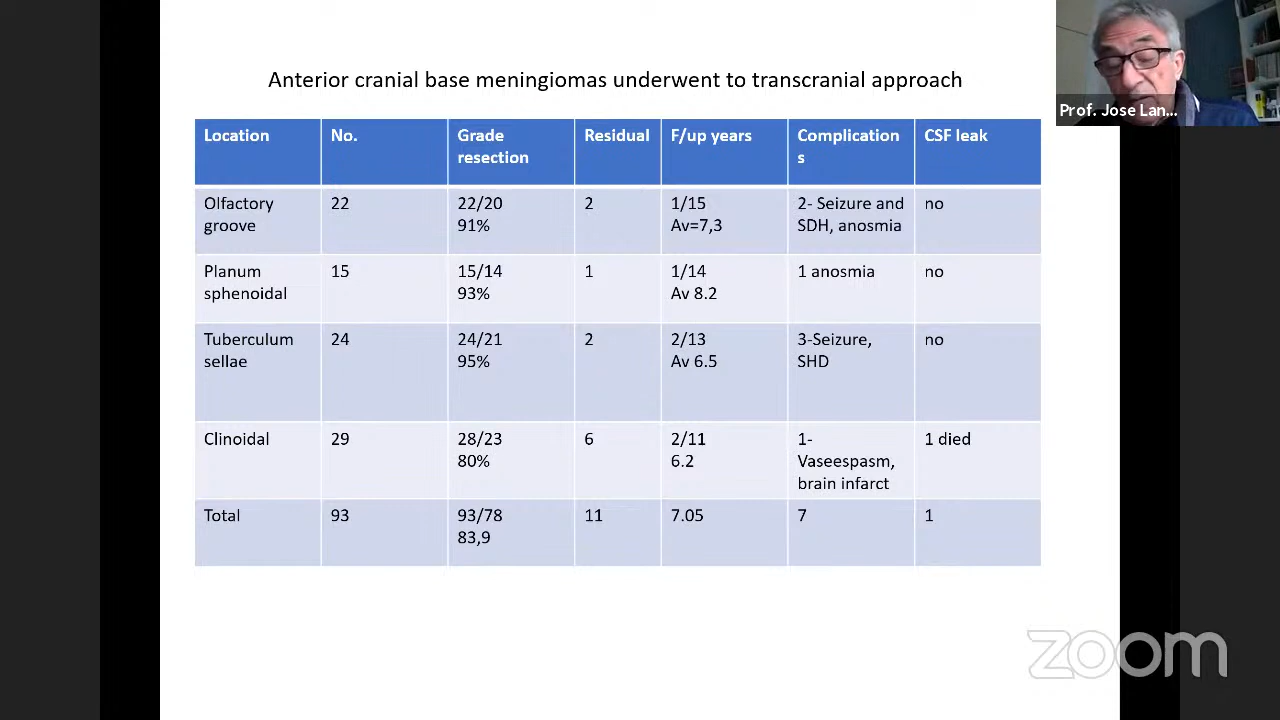 Anterior cranial base meningiomas underwent to transcranial approach
Prof. Jose Lan...
Location No. Grade resection Residual F/up years Complications CSF leak
Olfactory groove 22 22/20 91% 2 1/15 Av=7,3 2- Seizure and SDH, anosmia no
Planum sphenoidal 15 15/14 93% 1 1/14 Av 8.2 1 anosmia no
Tuberculum sellae 24 24/21 95% 2 2/13 Av 6.5 3-Seizure, SHD no
Clinoidal 29 28/23 80% 6 2/11 6.2 1- Vaseespasm, brain infarct 1 died
Total 93 93/78 83,9 11 7.05 7 1
zoom